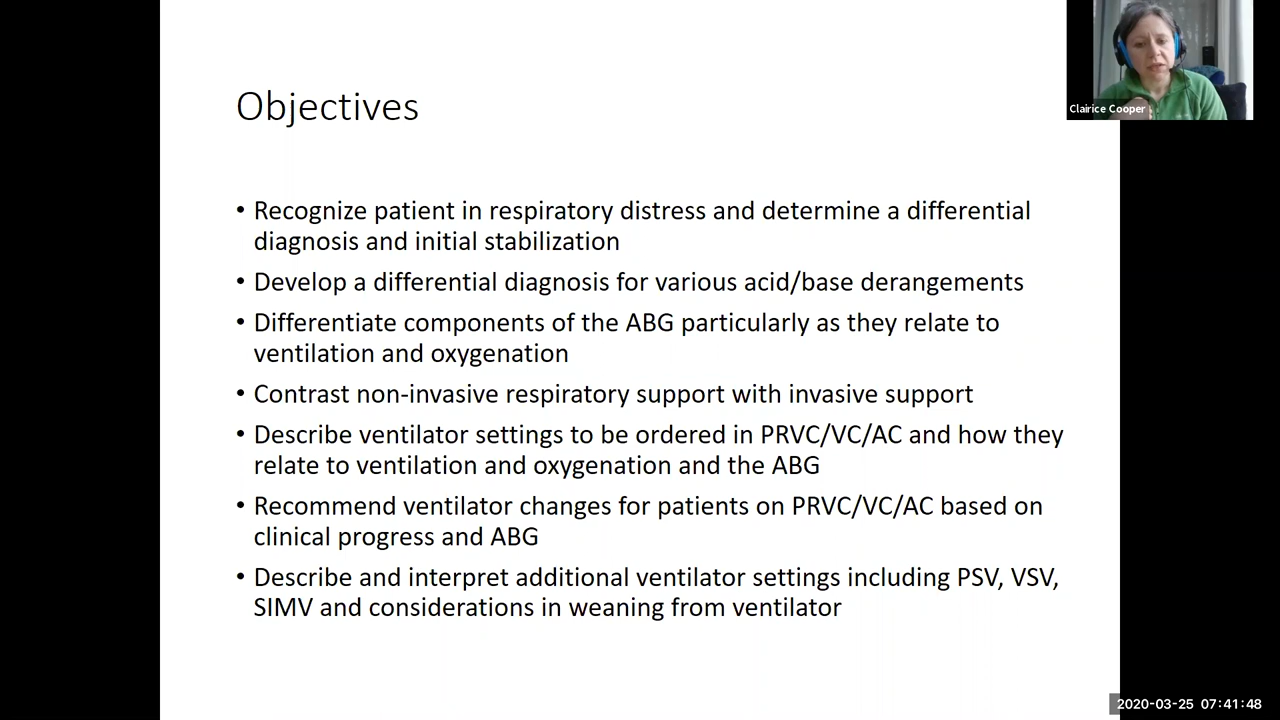 Clairice Cooper
Objectives
• Recognize patient in respiratory distress and determine a differential
diagnosis and initial stabilization
• Develop a differential diagnosis for various acid/base derangements
• Differentiate components of the ABG particularly as they relate to
ventilation and oxygenation
• Contrast non-invasive respiratory support with invasive support
• Describe ventilator settings to be ordered in PRVC/VC/AC and how they
relate to ventilation and oxygenation and the ABG
• Recommend ventilator changes for patients on PRVC/VC/AC based on
clinical progress and ABG
• Describe and interpret additional ventilator settings including PSV, VSV,
SIMV and considerations in weaning from ventilator
2020-03-25 07:41:48